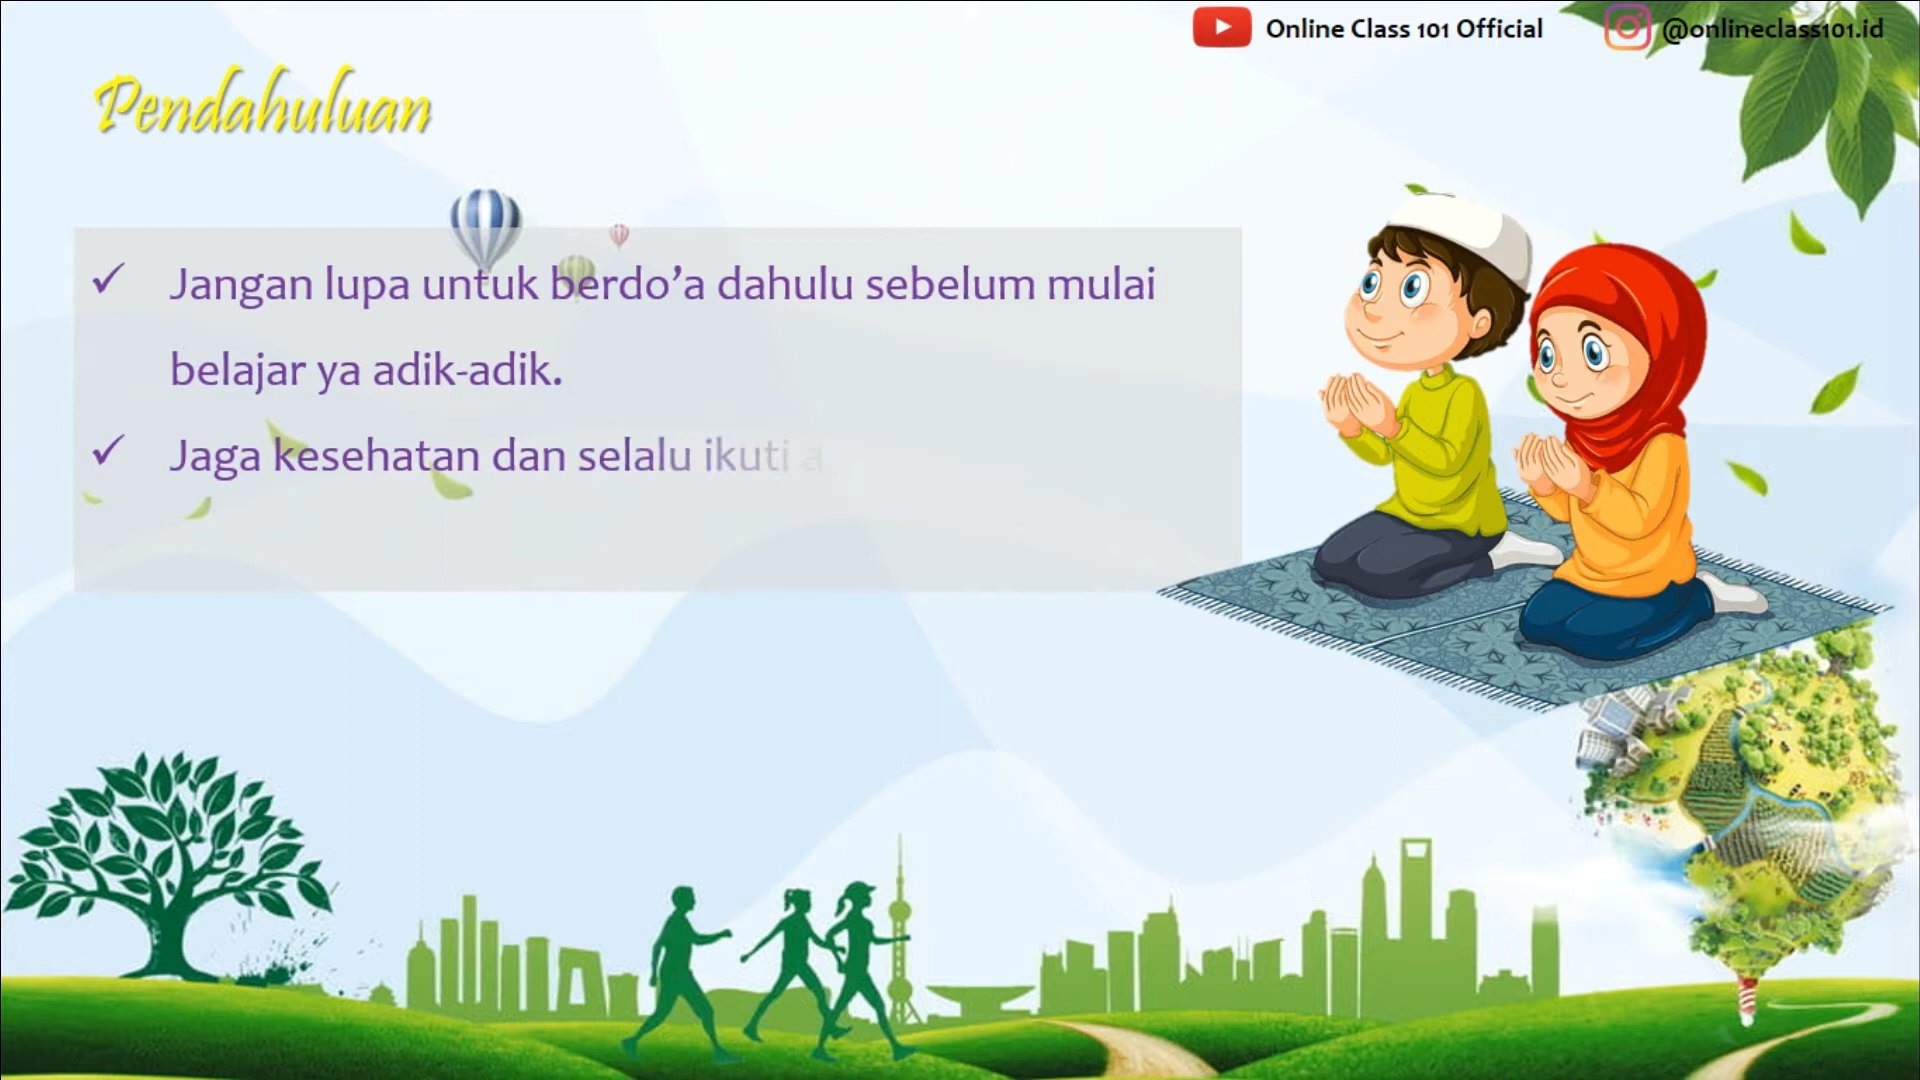 Online Class 101 Official
@onlineclass101.id
Pendahuluan
✓ Jangan lupa untuk berdo’a dahulu sebelum mulai
belajar ya adik-adik.
✓ Jaga kesehatan dan selalu ikuti a